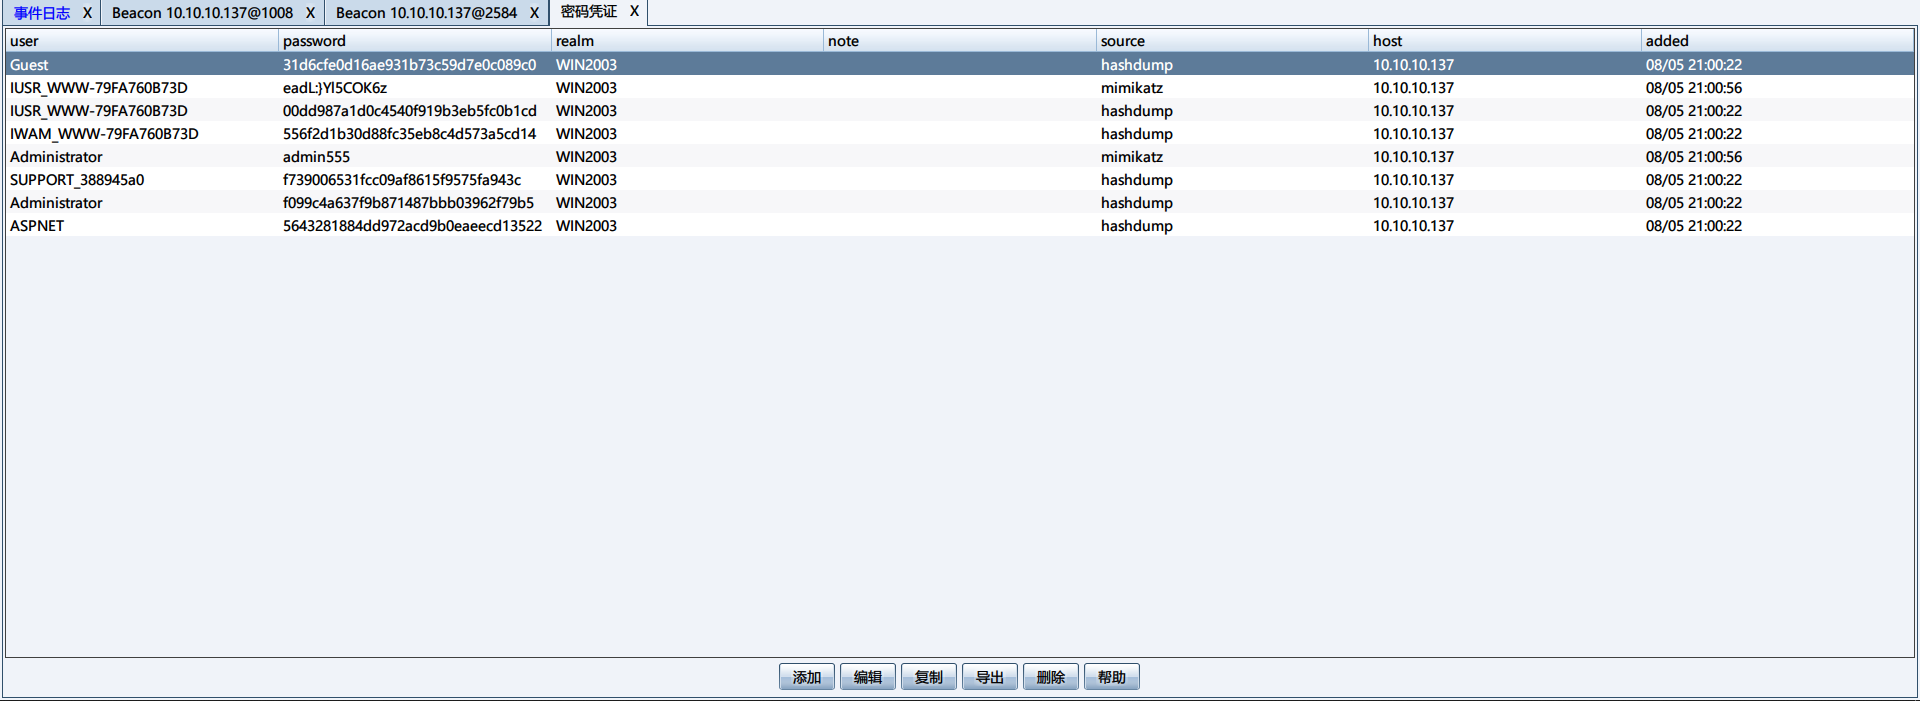 事件日志 X Beacon 10.10.10.137@1008 X Beacon 10.10.10.137@2584 X 密码凭证 X
user password realm note source host added
Guest 31d6cfe0d16ae931b73c59d7e0c089c0 WIN2003 hashdump 10.10.10.137 08/05 21:00:22
IUSR_WWW-79FA760B73D eadL:}Yl5COK6z WIN2003 mimikatz 10.10.10.137 08/05 21:00:56
IUSR_WWW-79FA760B73D 00dd987a1d0c4540f919b3eb5fc0b1cd WIN2003 hashdump 10.10.10.137 08/05 21:00:22
IWAM_WWW-79FA760B73D 556f2d1b30d88fc35eb8c4d573a5cd14 WIN2003 hashdump 10.10.10.137 08/05 21:00:22
Administrator admin555 WIN2003 mimikatz 10.10.10.137 08/05 21:00:56
SUPPORT_388945a0 f739006531fcc09af8615f9575fa943c WIN2003 hashdump 10.10.10.137 08/05 21:00:22
Administrator f099c4a637f9b871487bbb03962f79b5 WIN2003 hashdump 10.10.10.137 08/05 21:00:22
ASPNET 5643281884dd972acd9b0eaeecd13522 WIN2003 hashdump 10.10.10.137 08/05 21:00:22
添加 编辑 复制 导出 删除 帮助